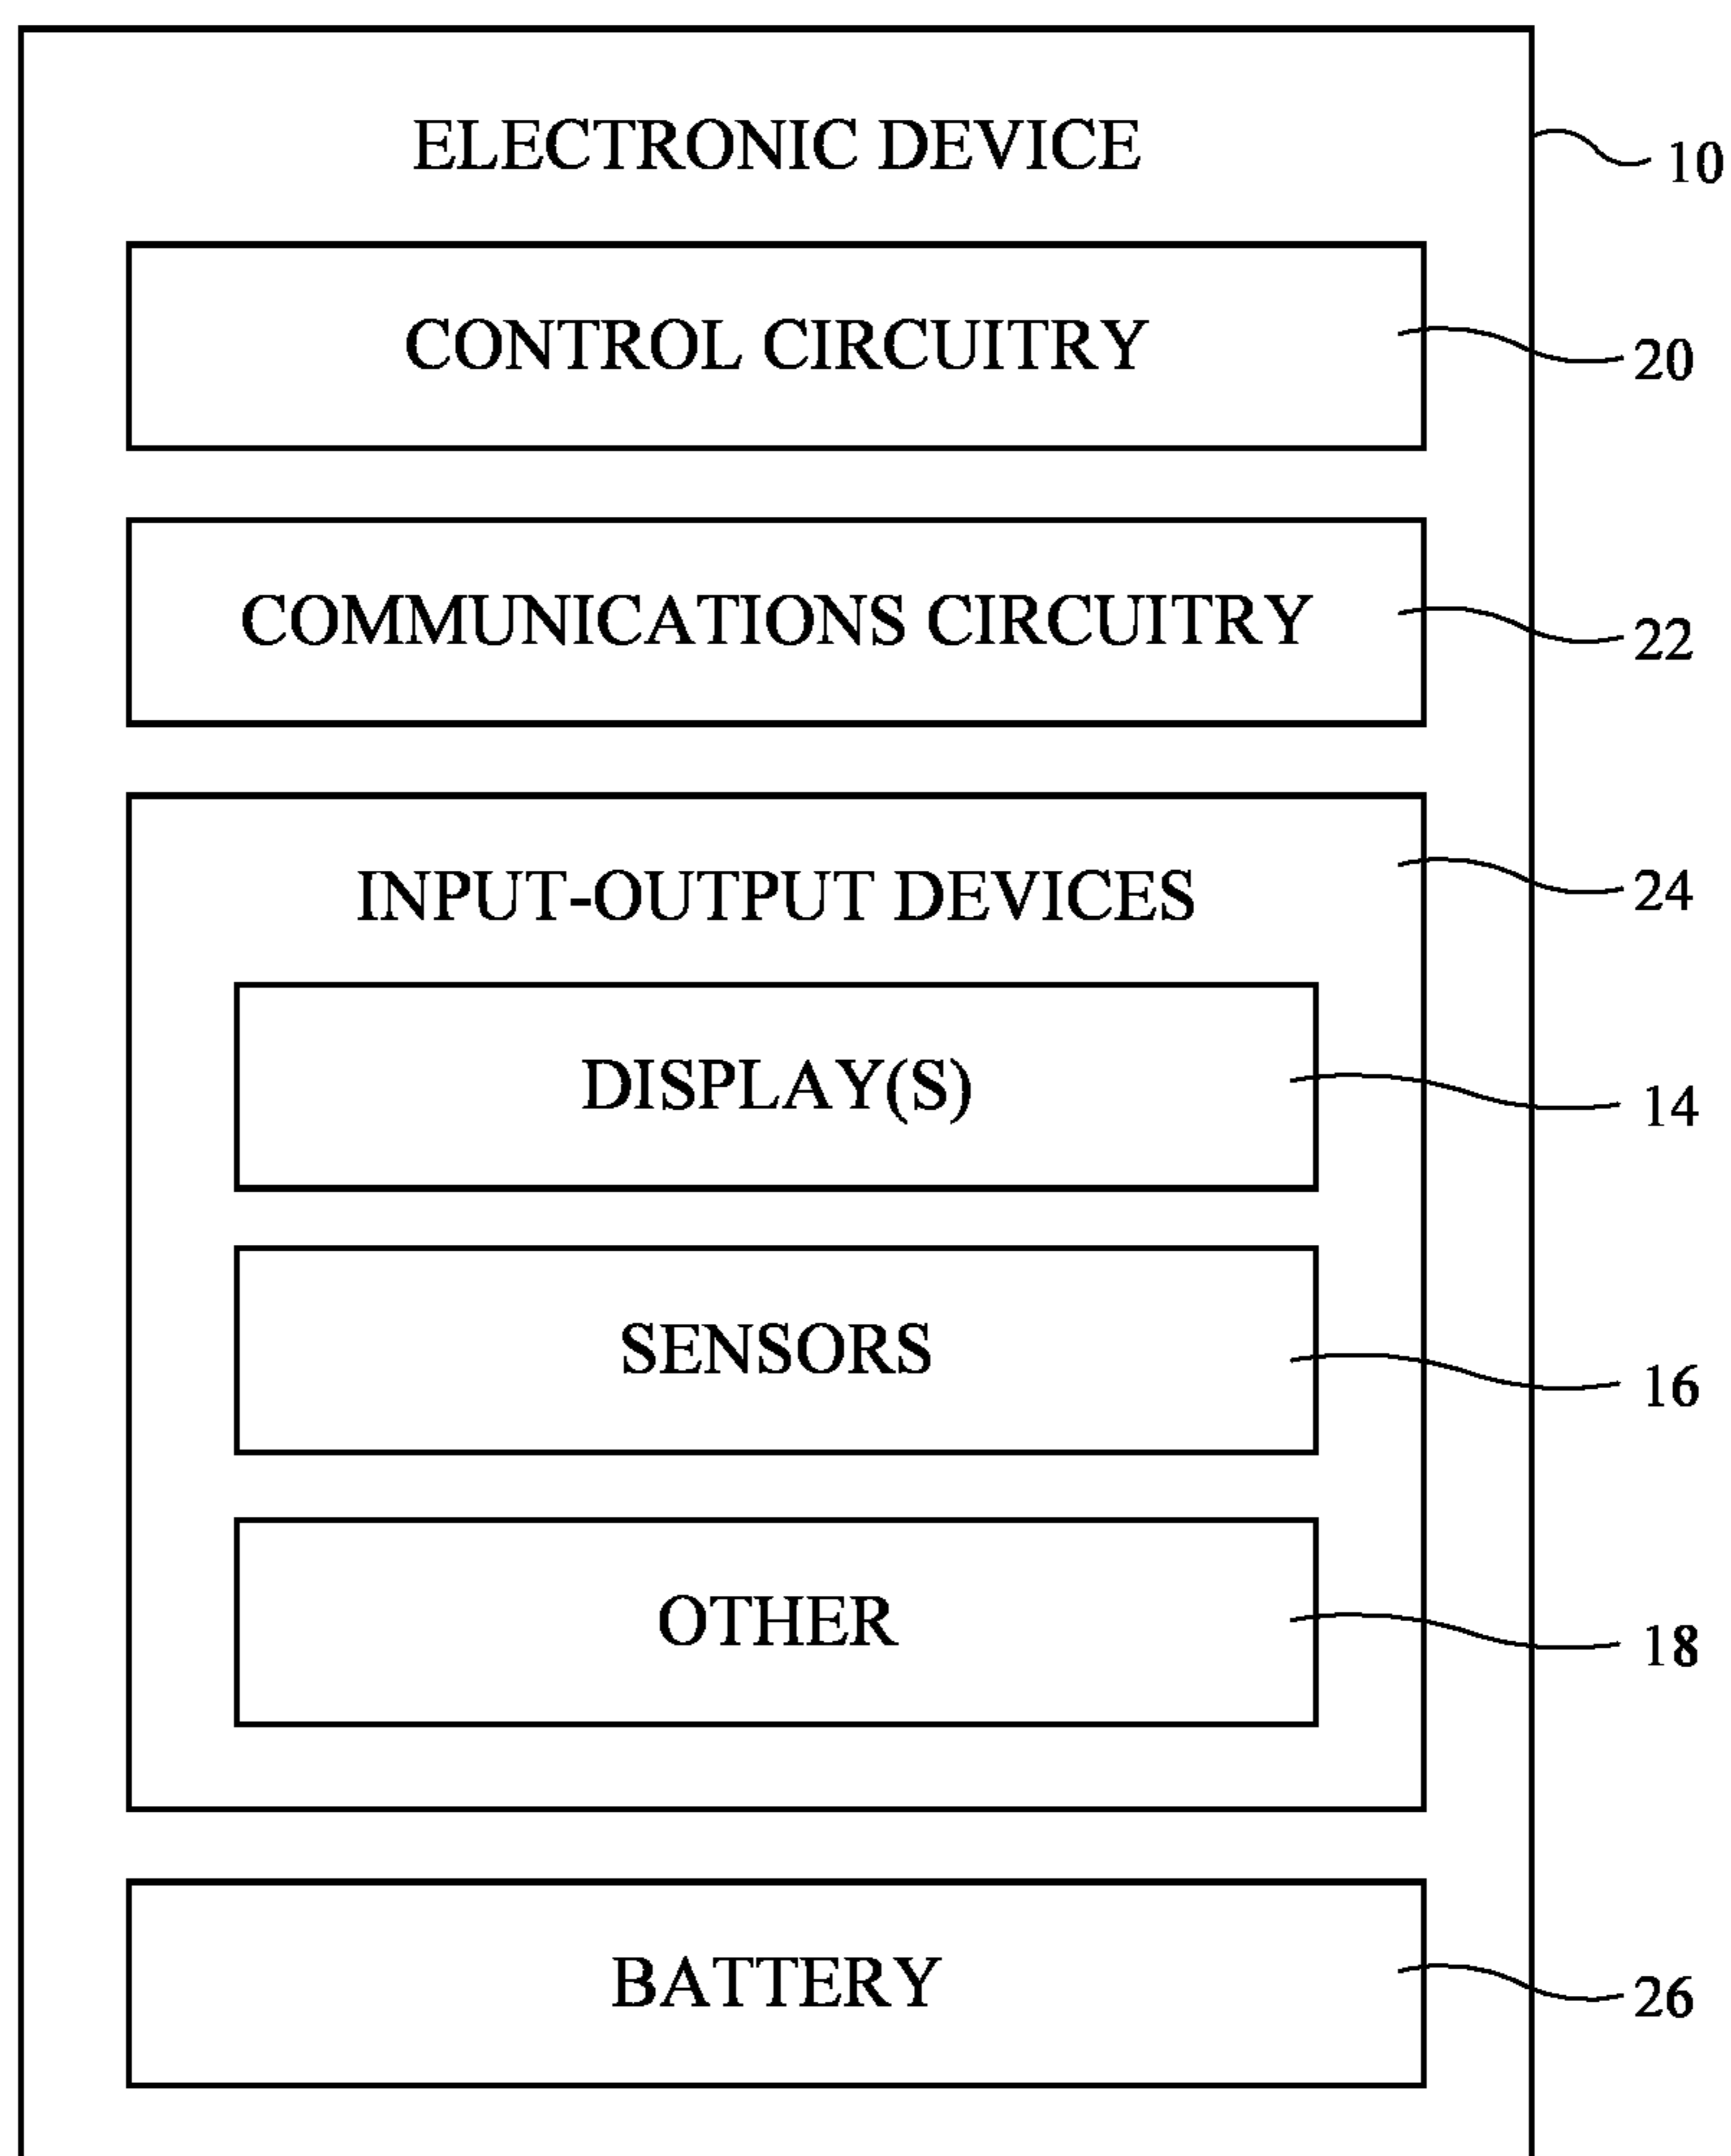 ELECTRONIC DEVICE
10
CONTROL CIRCUITRY
20
COMMUNICATIONS CIRCUITRY
22
INPUT-OUTPUT DEVICES
24
DISPLAY(S)
14
SENSORS
16
OTHER
18
BATTERY
26